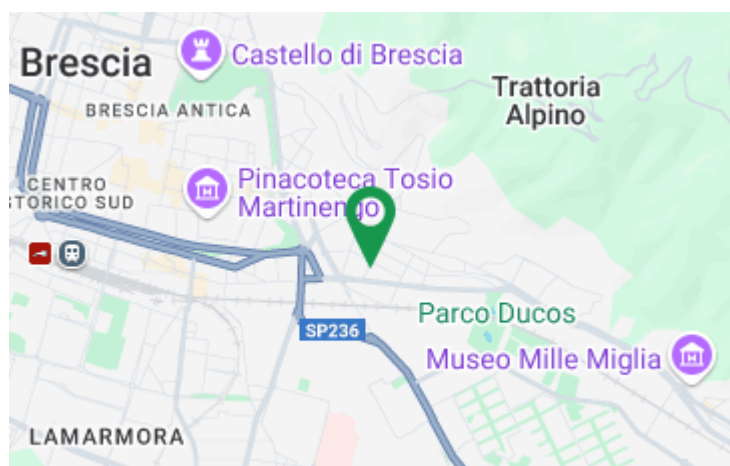 Brescia
Castello di Brescia
BRESCIA ANTICA
Trattoria
Alpino
CENTRO
STORICO SUD
Pinacoteca Tosio
Martinengo
SP236
Parco Ducos
Museo Mille Miglia
LAMARMORA